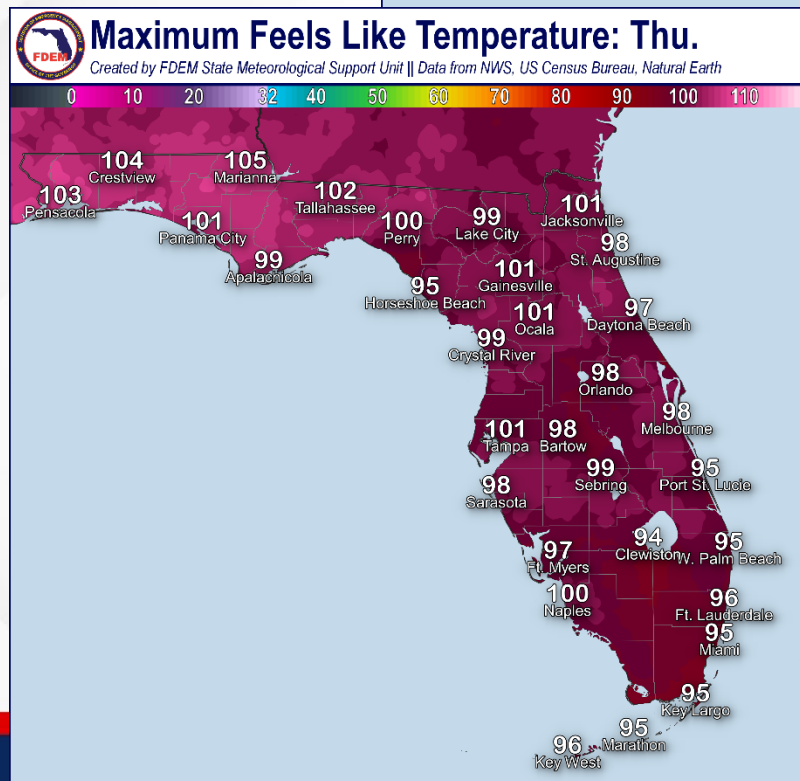 FDEM
Maximum Feels Like Temperature: Thu.
Created by FDEM State Meteorological Support Unit || Data from NWS, US Census Bureau, Natural Earth
0 10 20 32 40 50 60 70 80 90 100 110
104
Crestview
105
Marianna
103
Pensacola
102
Tallahassee
101
Panama City
100
Perry
99
Lake City
101
Jacksonville
99
Apalachicola
98
St. Augustine
101
Gainesville
95
Horseshoe Beach
101
Ocala
97
Daytona Beach
99
Crystal River
98
Orlando
98
Melbourne
101
Tampa
98
Bartow
99
Sebring
95
Port St. Lucie
98
Sarasota
94
Clewiston
95
W. Palm Beach
97
Ft. Myers
100
Naples
96
Ft. Lauderdale
95
Miami
95
Key Largo
95
Marathon
96
Key West